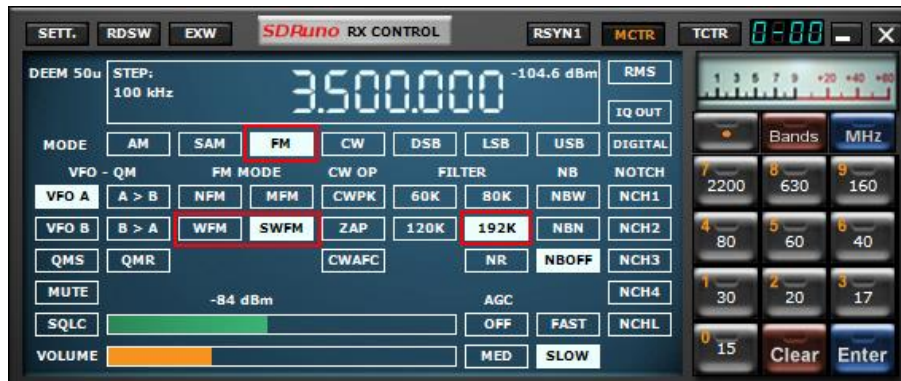 SETT. RDSW EXW SDRuno RX CONTROL RSYN1 MCTR TCTR 0-00
DEEM 50u STEP: 100 kHz 3.500.000 -104.6 dBm RMS
IQ OUT
1 3 5 7 9 +20 +40 +60
Bands MHz
MODE AM SAM FM CW DSB LSB USB DIGITAL
VFO - QM FM MODE CW OP FILTER NB NOTCH
VFO A A > B NFM MFM CWPK 60K 80K NBW NCH1
VFO B B > A WFM SWFM ZAP 120K 192K NBN NCH2
QMS QMR CWAFC NR NBOFF NCH3
MUTE -84 dBm AGC NCH4
SQLC OFF FAST NCHL
VOLUME MED SLOW
7 2200 8 630 9 160
4 80 5 60 6 40
1 30 2 20 3 17
0 15 Clear Enter